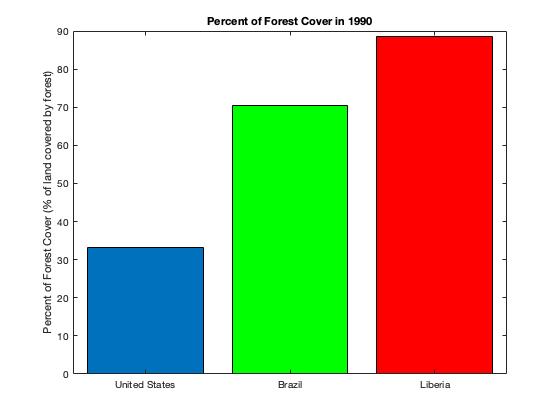 Percent of Forest Cover in 1990
Percent of Forest Cover (% of land covered by forest)
90
80
70
60
50
40
30
20
10
0
United States
Brazil
Liberia